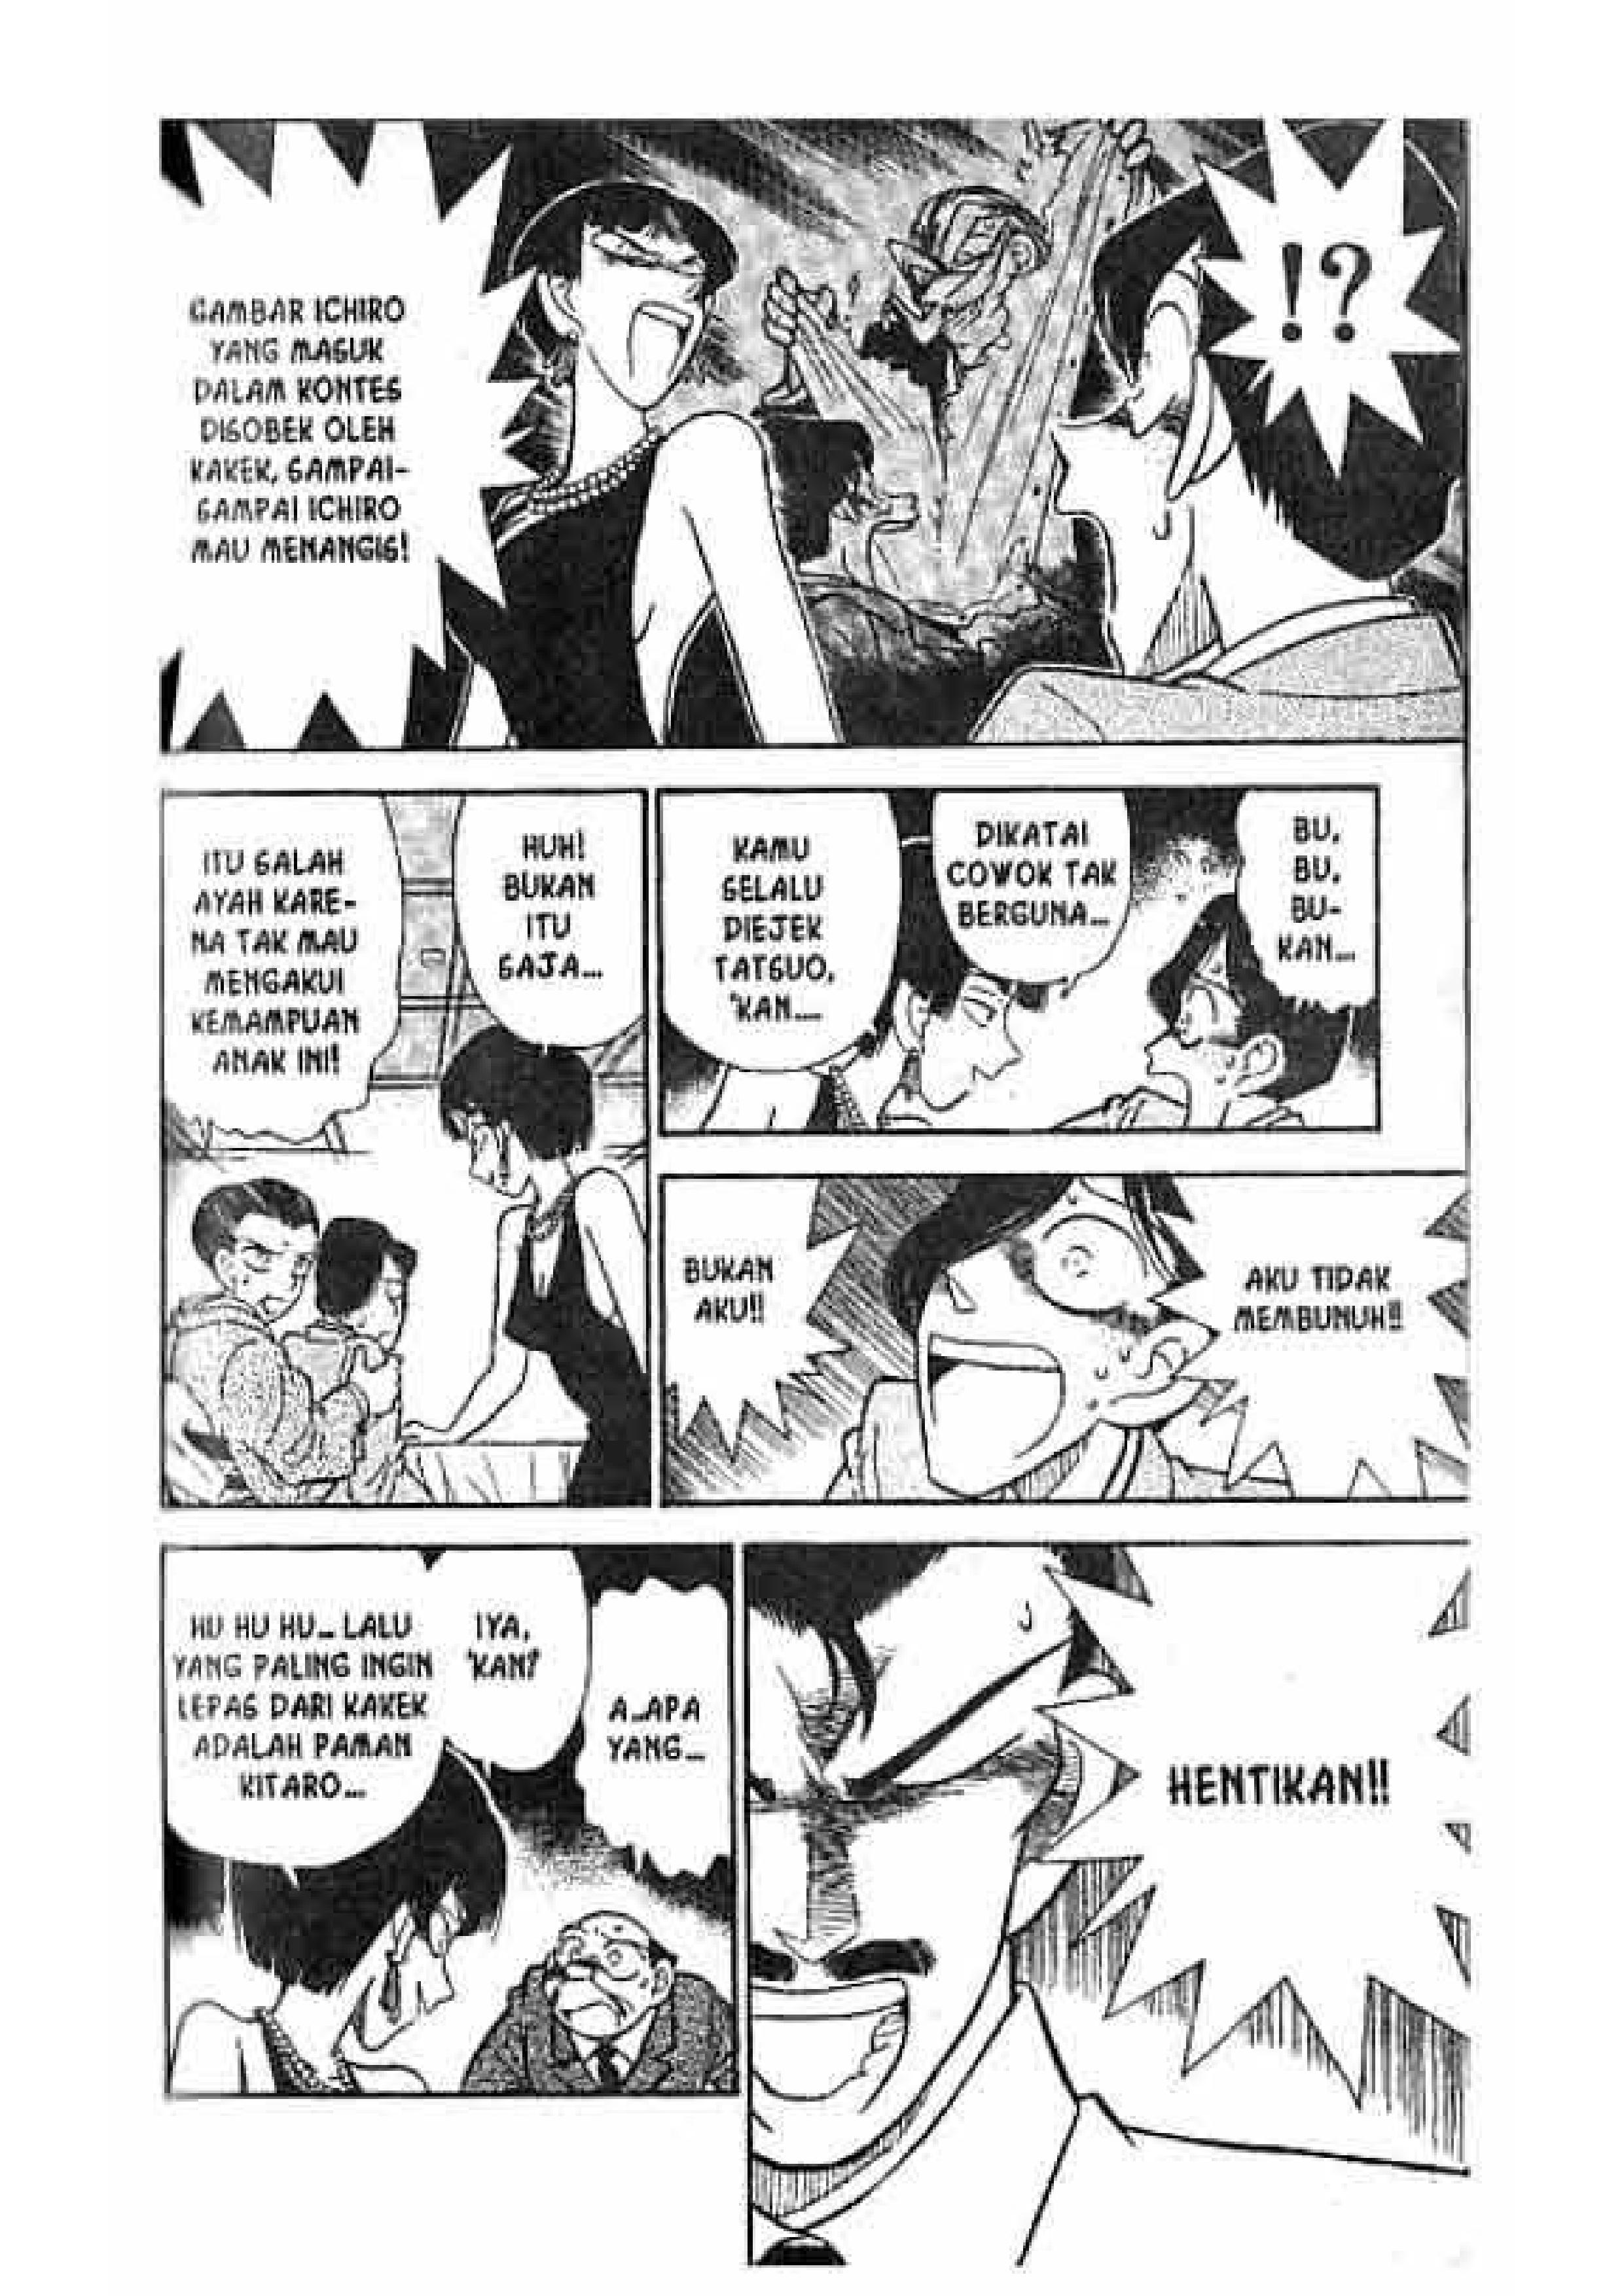 !?
GAMBAR ICHIRO
YANG MASUK
DALAM KONTES
DISOBEK OLEH
KAKEK, SAMPAI-
SAMPAI ICHIRO
MAU MENANGIS!
BU,
BU,
BU-
KAN...
DIKATAI
COWOK TAK
BERGUNA...
KAMU
SELALU
DIEJEK
TATSUO,
'KAN....
AKU TIDAK
MEMBUNUH!!
BUKAN
AKU!!
HUH!
BUKAN
ITU
SAJA...
ITU SALAH
AYAH KARE-
NA TAK MAU
MENGAKUI
KEMAMPUAN
ANAK INI!
HENTIKAN!!
A..APA
YANG...
IYA,
'KAN?
HU HU HU... LALU
YANG PALING INGIN
LEPAS DARI KAKEK
ADALAH PAMAN
KITARO...